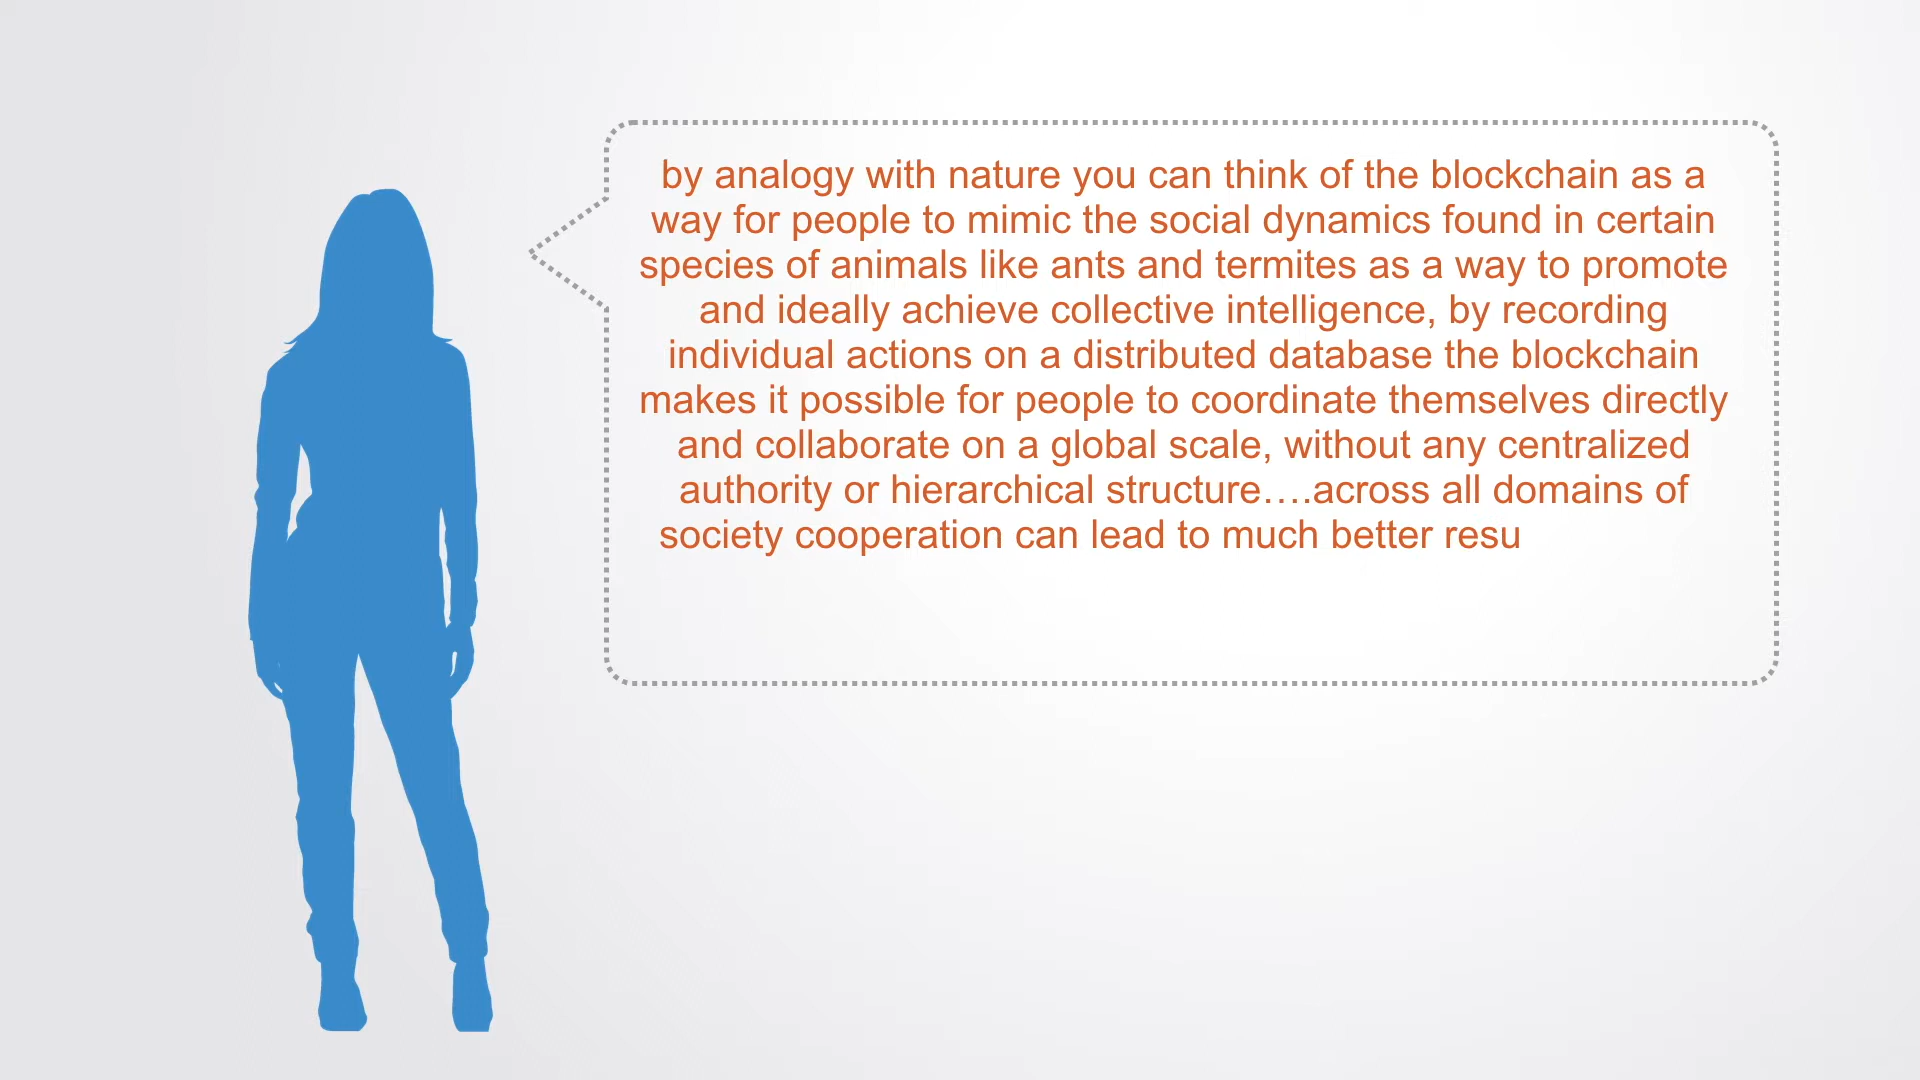 by analogy with nature you can think of the blockchain as a
way for people to mimic the social dynamics found in certain
species of animals like ants and termites as a way to promote
and ideally achieve collective intelligence, by recording
individual actions on a distributed database the blockchain
makes it possible for people to coordinate themselves directly
and collaborate on a global scale, without any centralized
authority or hierarchical structure….across all domains of
society cooperation can lead to much better resu